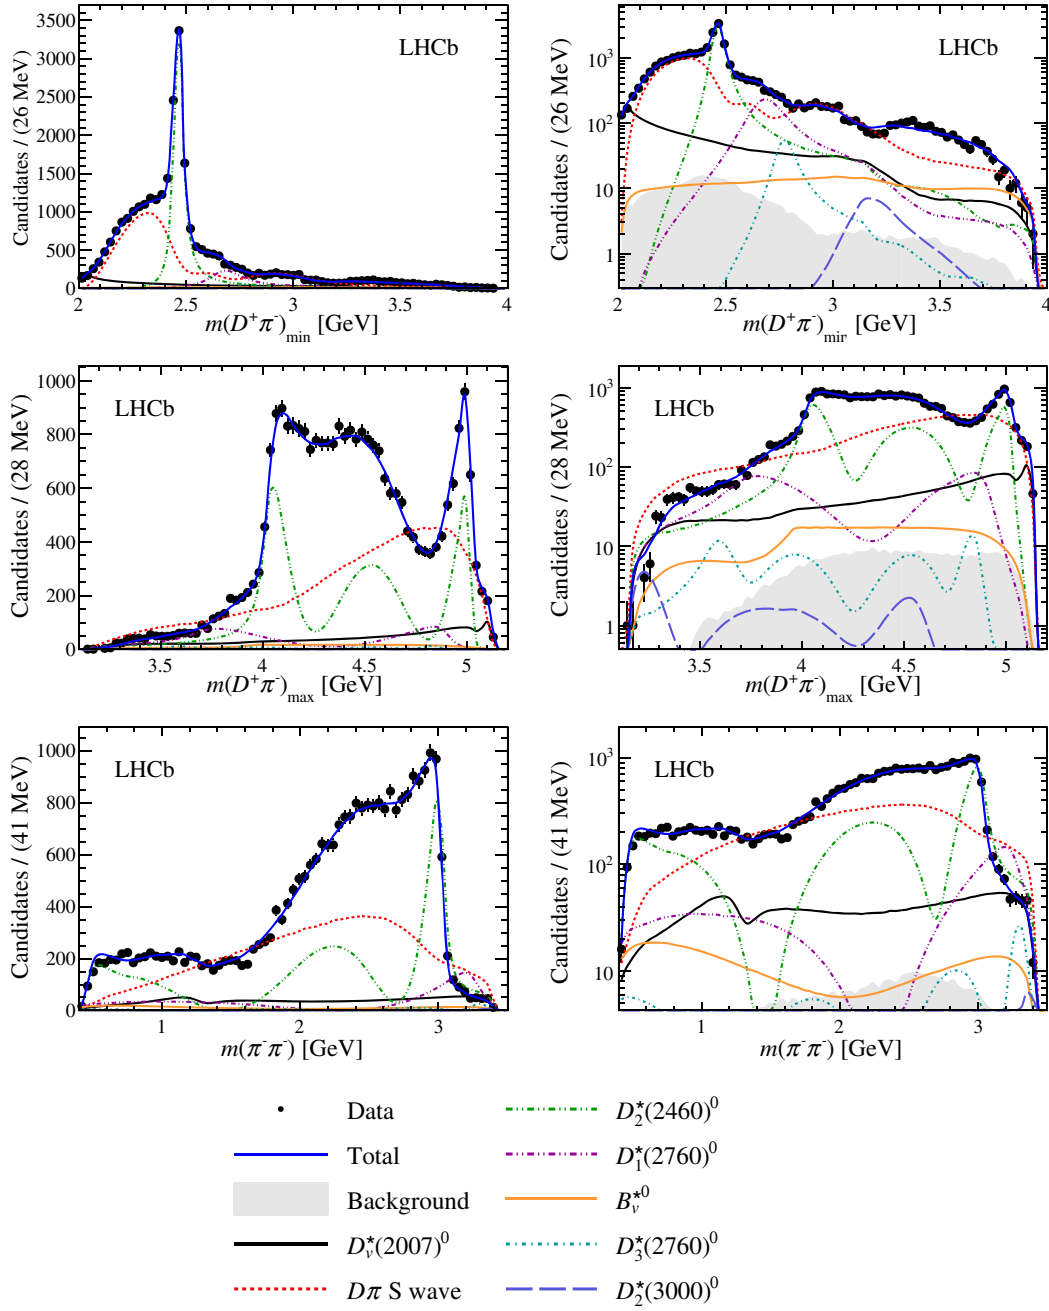 LHCb
LHCb
Candidates / (26 MeV)
3500
3000
2500
2000
1500
1000
500
0
2 2.5 3 3.5 4
m(D⁺π⁻)min [GeV]
Candidates / (26 MeV)
10³
10²
10
1
2 2.5 3 3.5 4
m(D⁺π⁻)mir [GeV]
LHCb
LHCb
Candidates / (28 MeV)
1000
800
600
400
200
0
3.5 4 4.5 5
m(D⁺π⁻)max [GeV]
Candidates / (28 MeV)
10³
10²
10
1
3.5 4 4.5 5
m(D⁺π⁻)max [GeV]
LHCb
LHCb
Candidates / (41 MeV)
1000
800
600
400
200
0
1 2 3
m(π⁻π⁻) [GeV]
Candidates / (41 MeV)
10³
10²
10
1 2 3
m(π⁻π⁻) [GeV]
Data
D₂★(2460)⁰
Total
D₁★(2760)⁰
Background
Bᵥ★⁰
Dᵥ★(2007)⁰
D₃★(2760)⁰
Dπ S wave
D₂★(3000)⁰